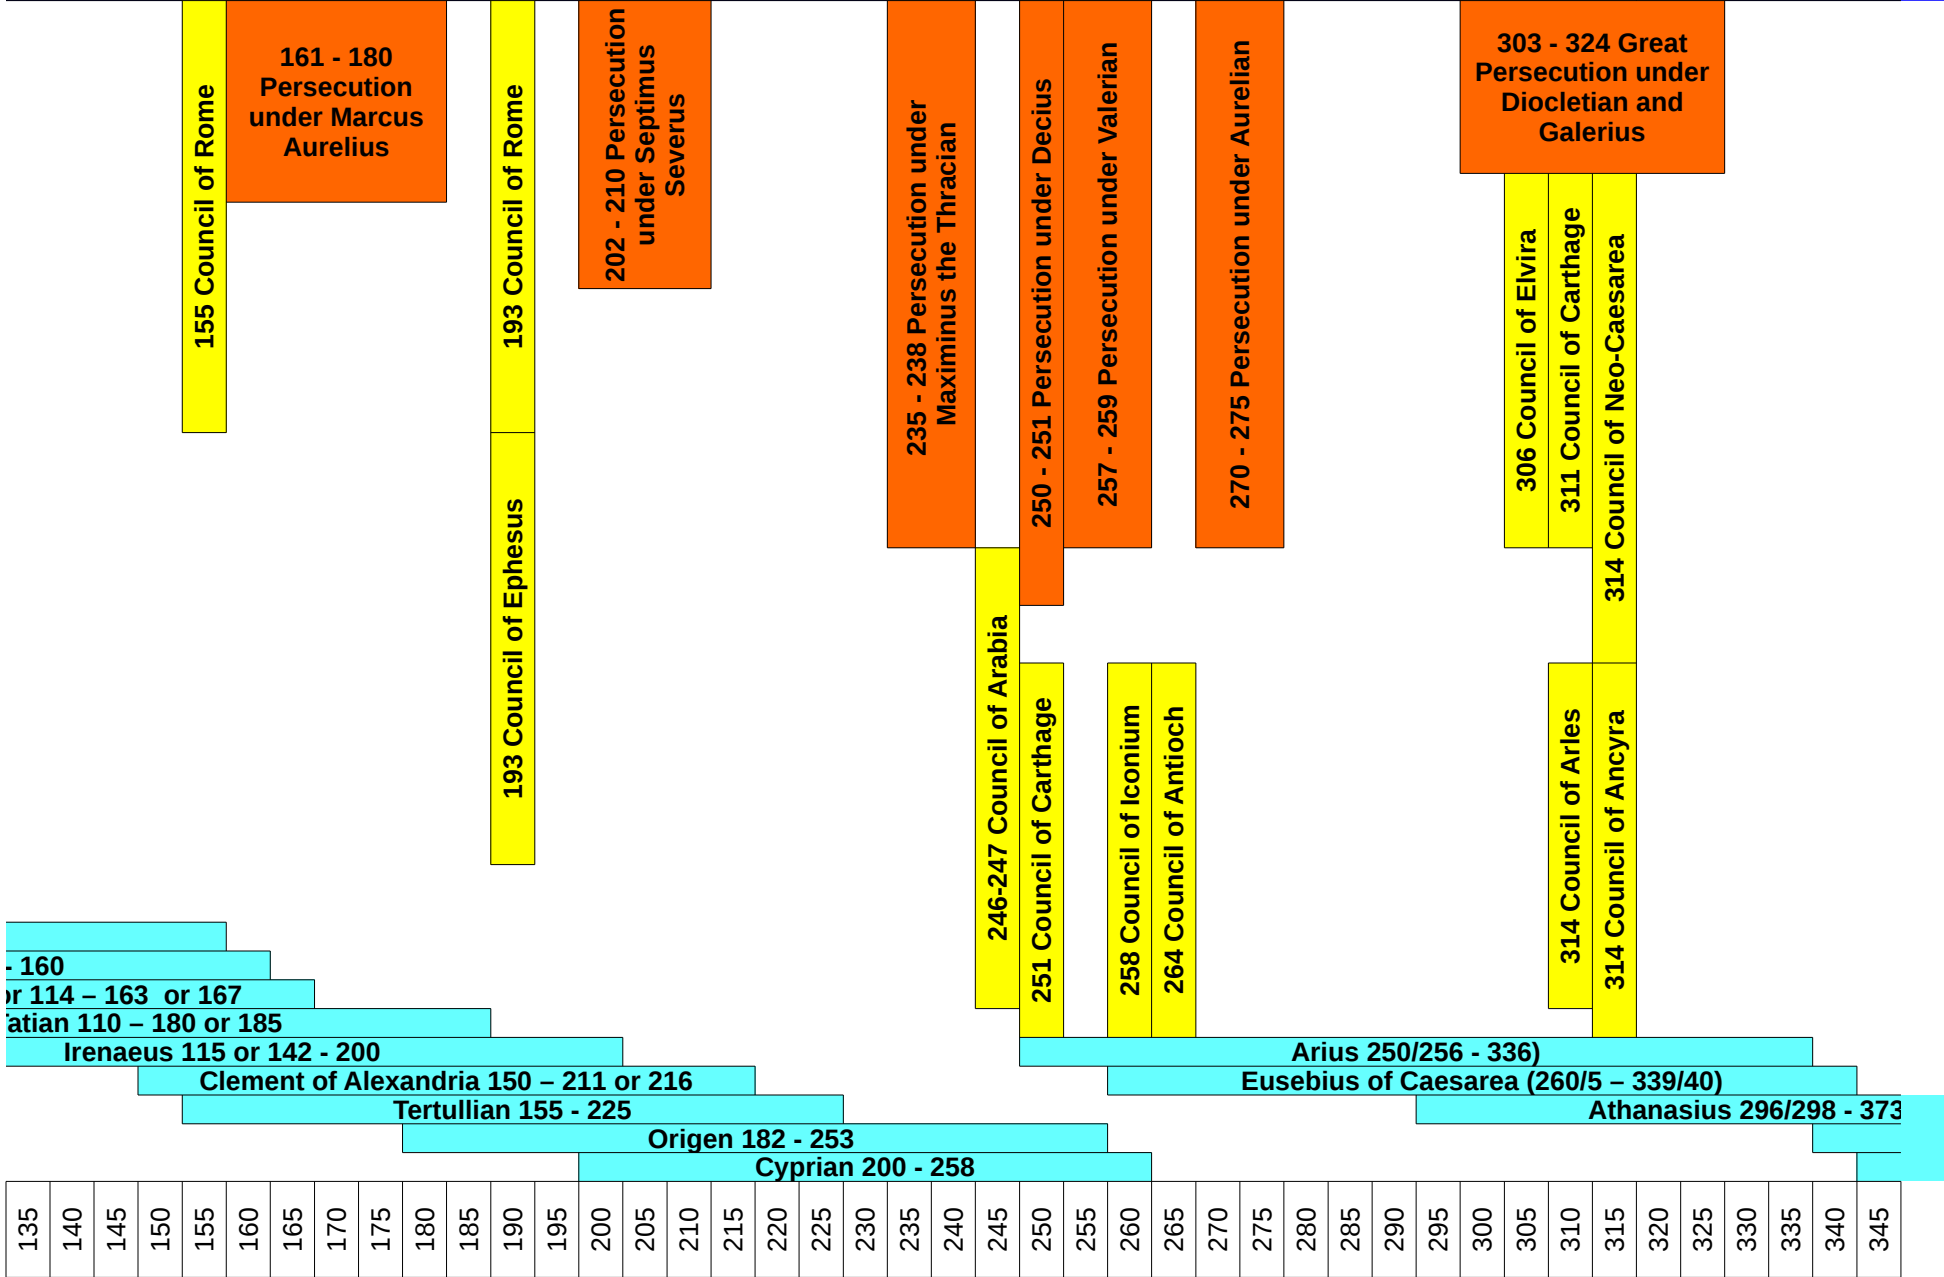 155 Council of Rome
161 - 180
Persecution
under Marcus
Aurelius
193 Council of Rome
193 Council of Ephesus
202 - 210 Persecution
under Septimus
Severus
235 - 238 Persecution under
Maximinus the Thracian
246-247 Council of Arabia
250 - 251 Persecution under Decius
251 Council of Carthage
257 - 259 Persecution under Valerian
258 Council of Iconium
264 Council of Antioch
270 - 275 Persecution under Aurelian
303 - 324 Great
Persecution under
Diocletian and
Galerius
306 Council of Elvira
311 Council of Carthage
314 Council of Neo-Caesarea
314 Council of Arles
314 Council of Ancyra
- 160
or 114 – 163 or 167
Tatian 110 – 180 or 185
Irenaeus 115 or 142 - 200
Arius 250/256 - 336)
Clement of Alexandria 150 – 211 or 216
Eusebius of Caesarea (260/5 – 339/40)
Tertullian 155 - 225
Athanasius 296/298 - 373
Origen 182 - 253
Cyprian 200 - 258
135 140 145 150 155 160 165 170 175 180 185 190 195 200 205 210 215 220 225 230 235 240 245 250 255 260 265 270 275 280 285 290 295 300 305 310 315 320 325 330 335 340 345